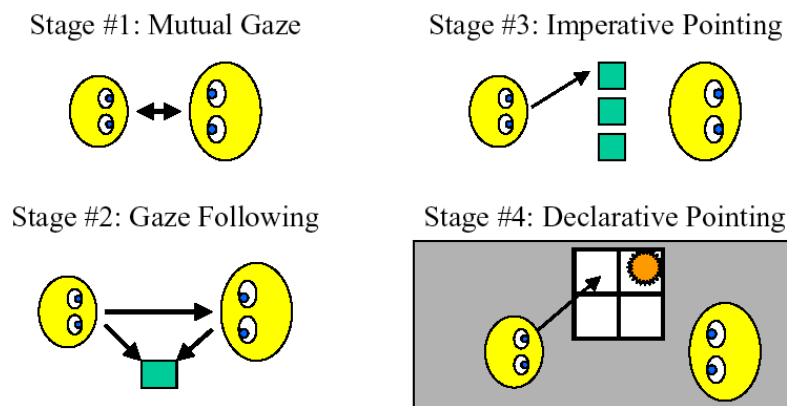 Stage #1: Mutual Gaze
Stage #3: Imperative Pointing
Stage #2: Gaze Following
Stage #4: Declarative Pointing